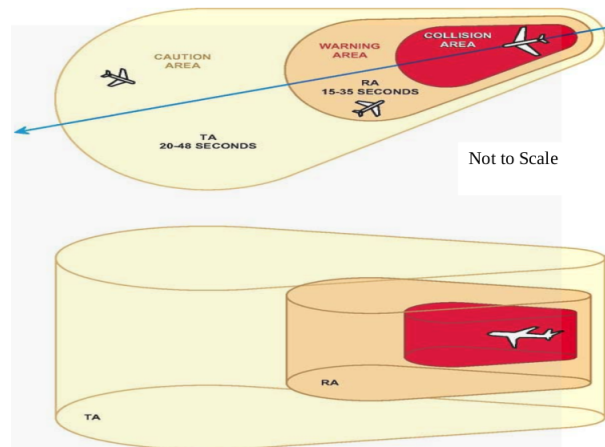 COLLISION
AREA
WARNING
AREA
CAUTION
AREA
RA
15-35 SECONDS
TA
20-48 SECONDS
Not to Scale
RA
TA